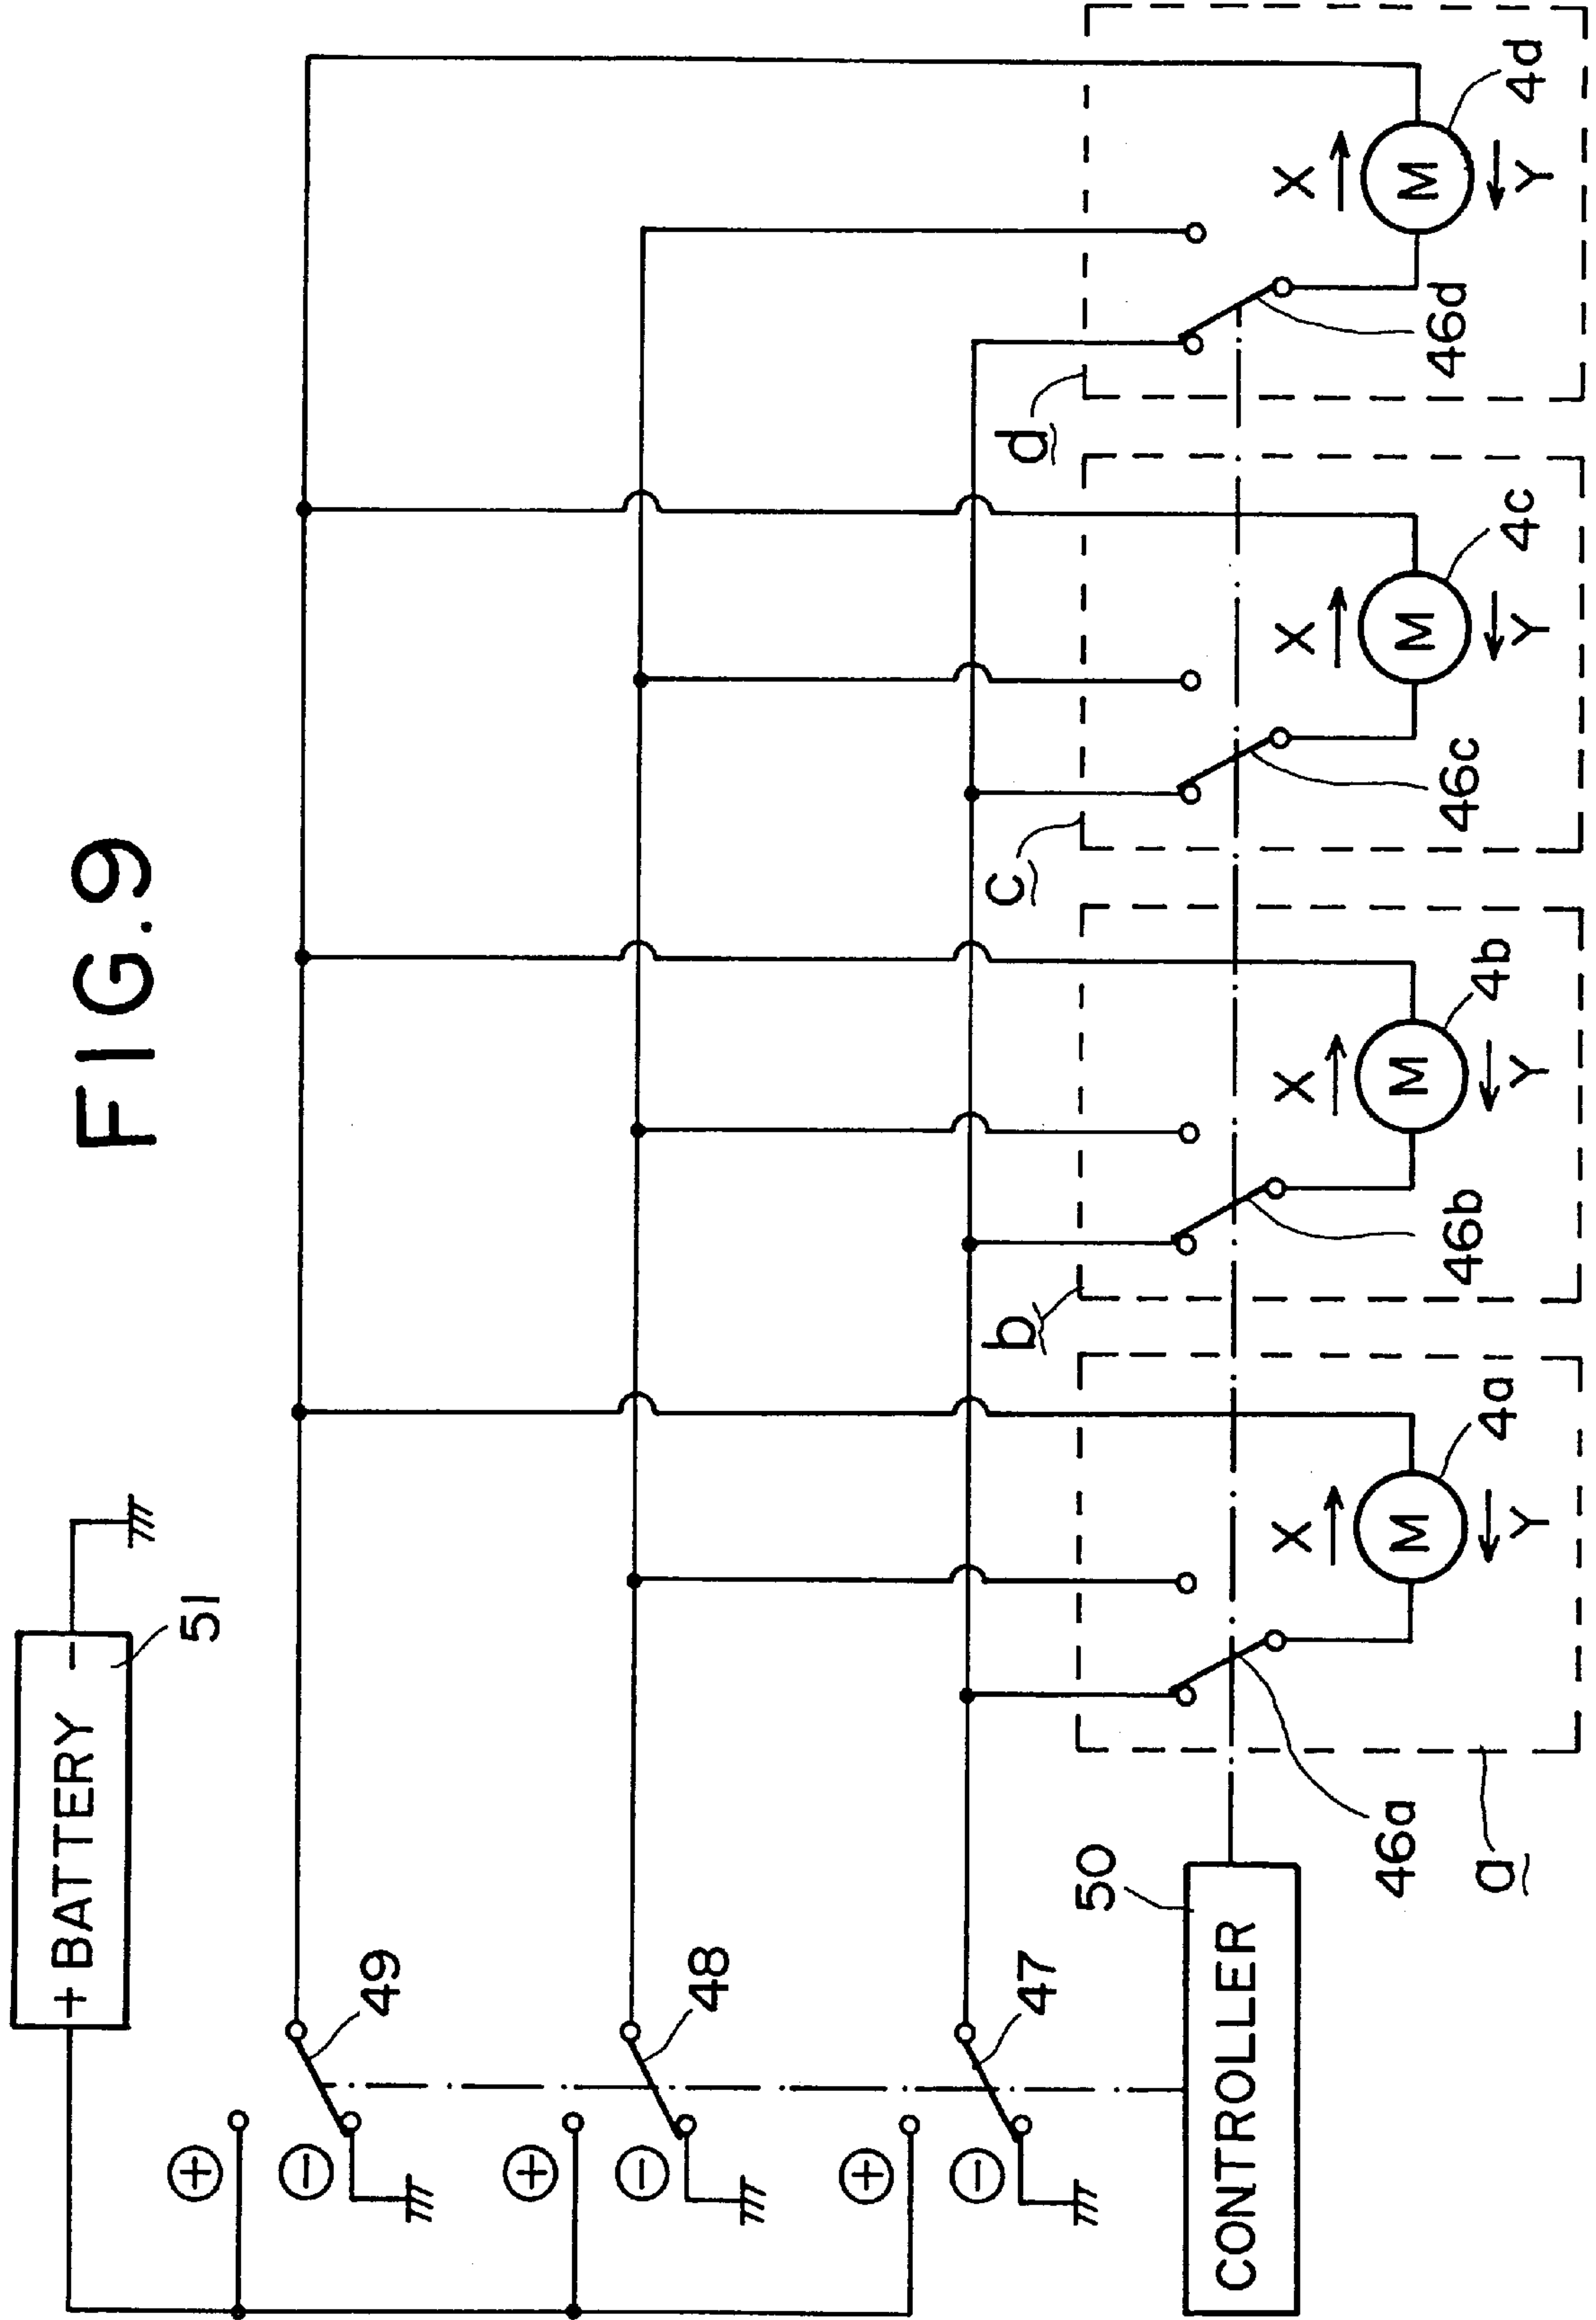 FIG.9
+ BATTERY −
51
⊕
⊖
49
⊕
⊖
48
⊕
⊖
47
50
CONTROLLER
a
46a
X
M
Y
4a
b
46b
X
M
Y
4b
c
46c
X
M
Y
4c
d
46d
X
M
Y
4d